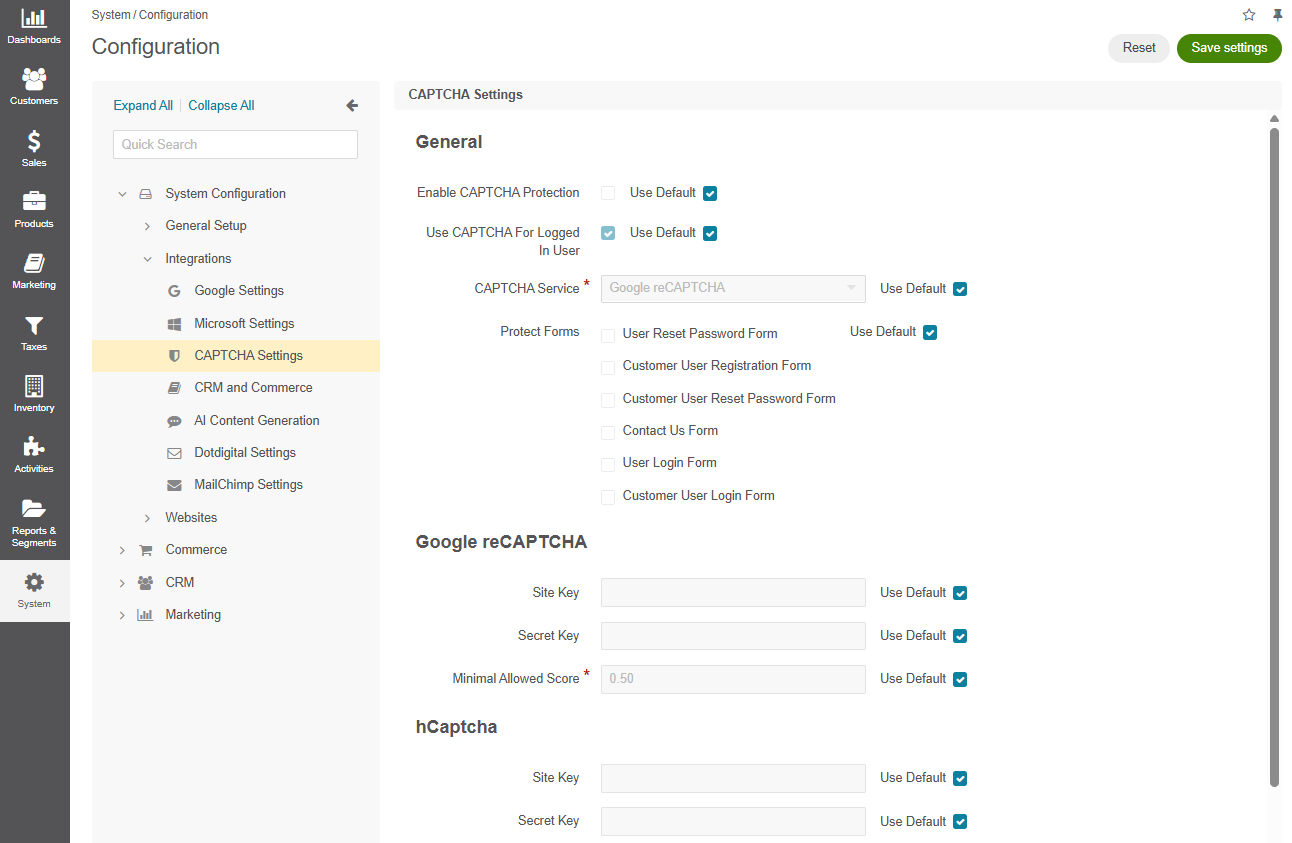 Dashboards
Customers
Sales
Products
Marketing
Taxes
Inventory
Activities
Reports &
Segments
System
System / Configuration
Configuration
Reset
Save settings
Expand All
Collapse All
Quick Search
System Configuration
General Setup
Integrations
Google Settings
Microsoft Settings
CAPTCHA Settings
CRM and Commerce
AI Content Generation
Dotdigital Settings
MailChimp Settings
Websites
Commerce
CRM
Marketing
CAPTCHA Settings
General
Enable CAPTCHA Protection
Use Default
Use CAPTCHA For Logged
In User
Use Default
CAPTCHA Service *
Google reCAPTCHA
Use Default
Protect Forms
User Reset Password Form
Use Default
Customer User Registration Form
Customer User Reset Password Form
Contact Us Form
User Login Form
Customer User Login Form
Google reCAPTCHA
Site Key
Use Default
Secret Key
Use Default
Minimal Allowed Score *
0.50
Use Default
hCaptcha
Site Key
Use Default
Secret Key
Use Default